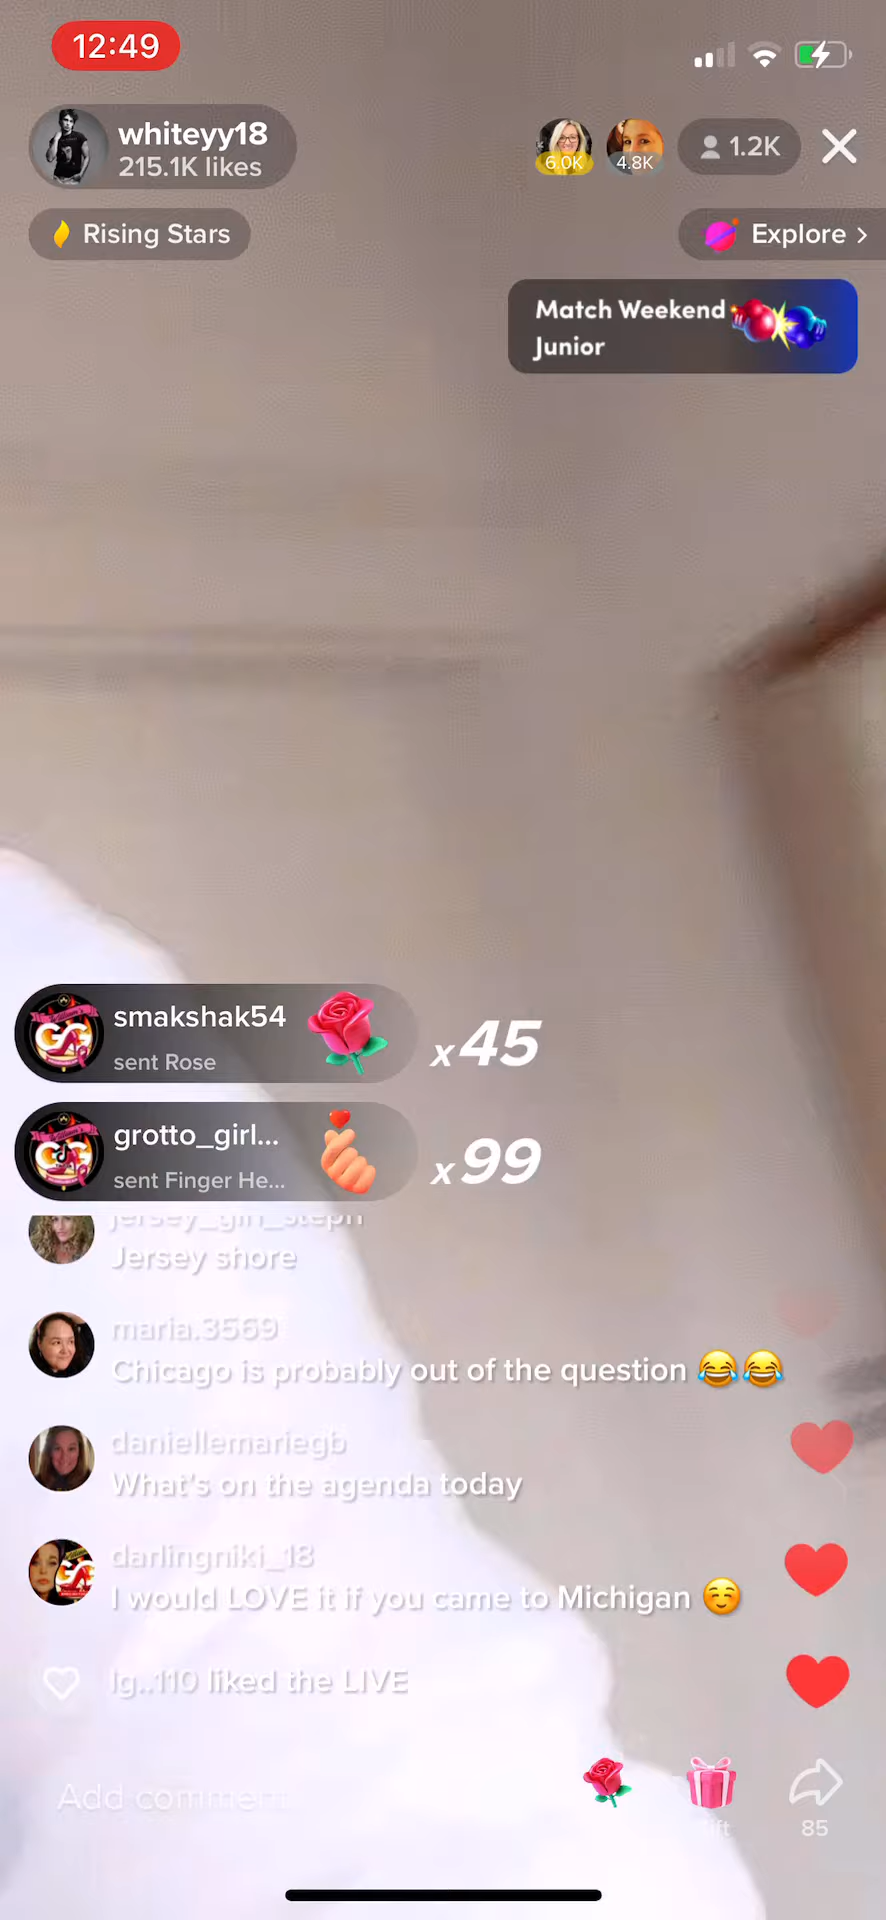 12:49
whiteyy18
215.1K likes
6.0K
4.8K
1.2K
Rising Stars
Explore >
Match Weekend
Junior
smakshak54
sent Rose
x45
grotto_girl...
sent Finger He...
x99
jersey_girl_steph
Jersey shore
maria.3569
Chicago is probably out of the question 😂😂
daniellemariegb
What's on the agenda today
darlingniki_18
I would LOVE it if you came to Michigan ☺️
lg..110 liked the LIVE
Add comment...
85